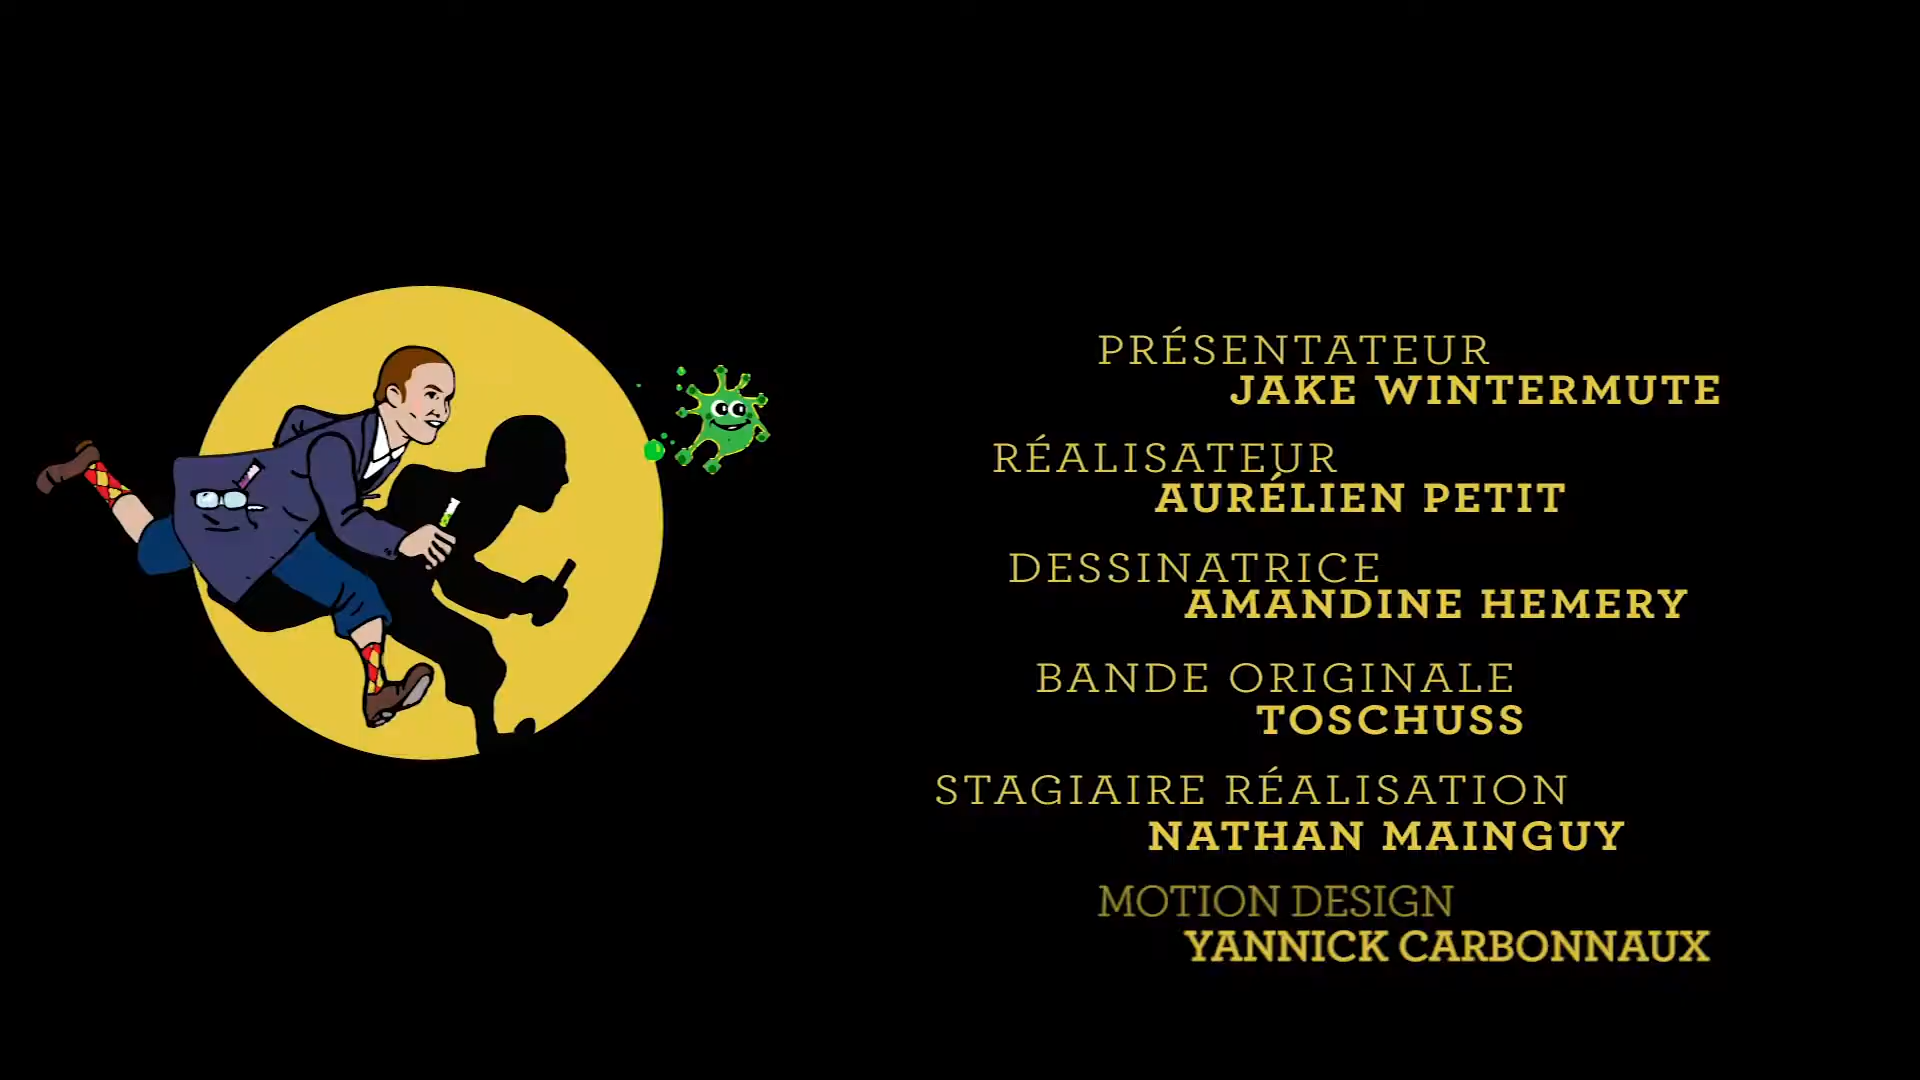 PRÉSENTATEUR
JAKE WINTERMUTE
RÉALISATEUR
AURÉLIEN PETIT
DESSINATRICE
AMANDINE HEMERY
BANDE ORIGINALE
TOSCHUSS
STAGIAIRE RÉALISATION
NATHAN MAINGUY
MOTION DESIGN
YANNICK CARBONNAUX